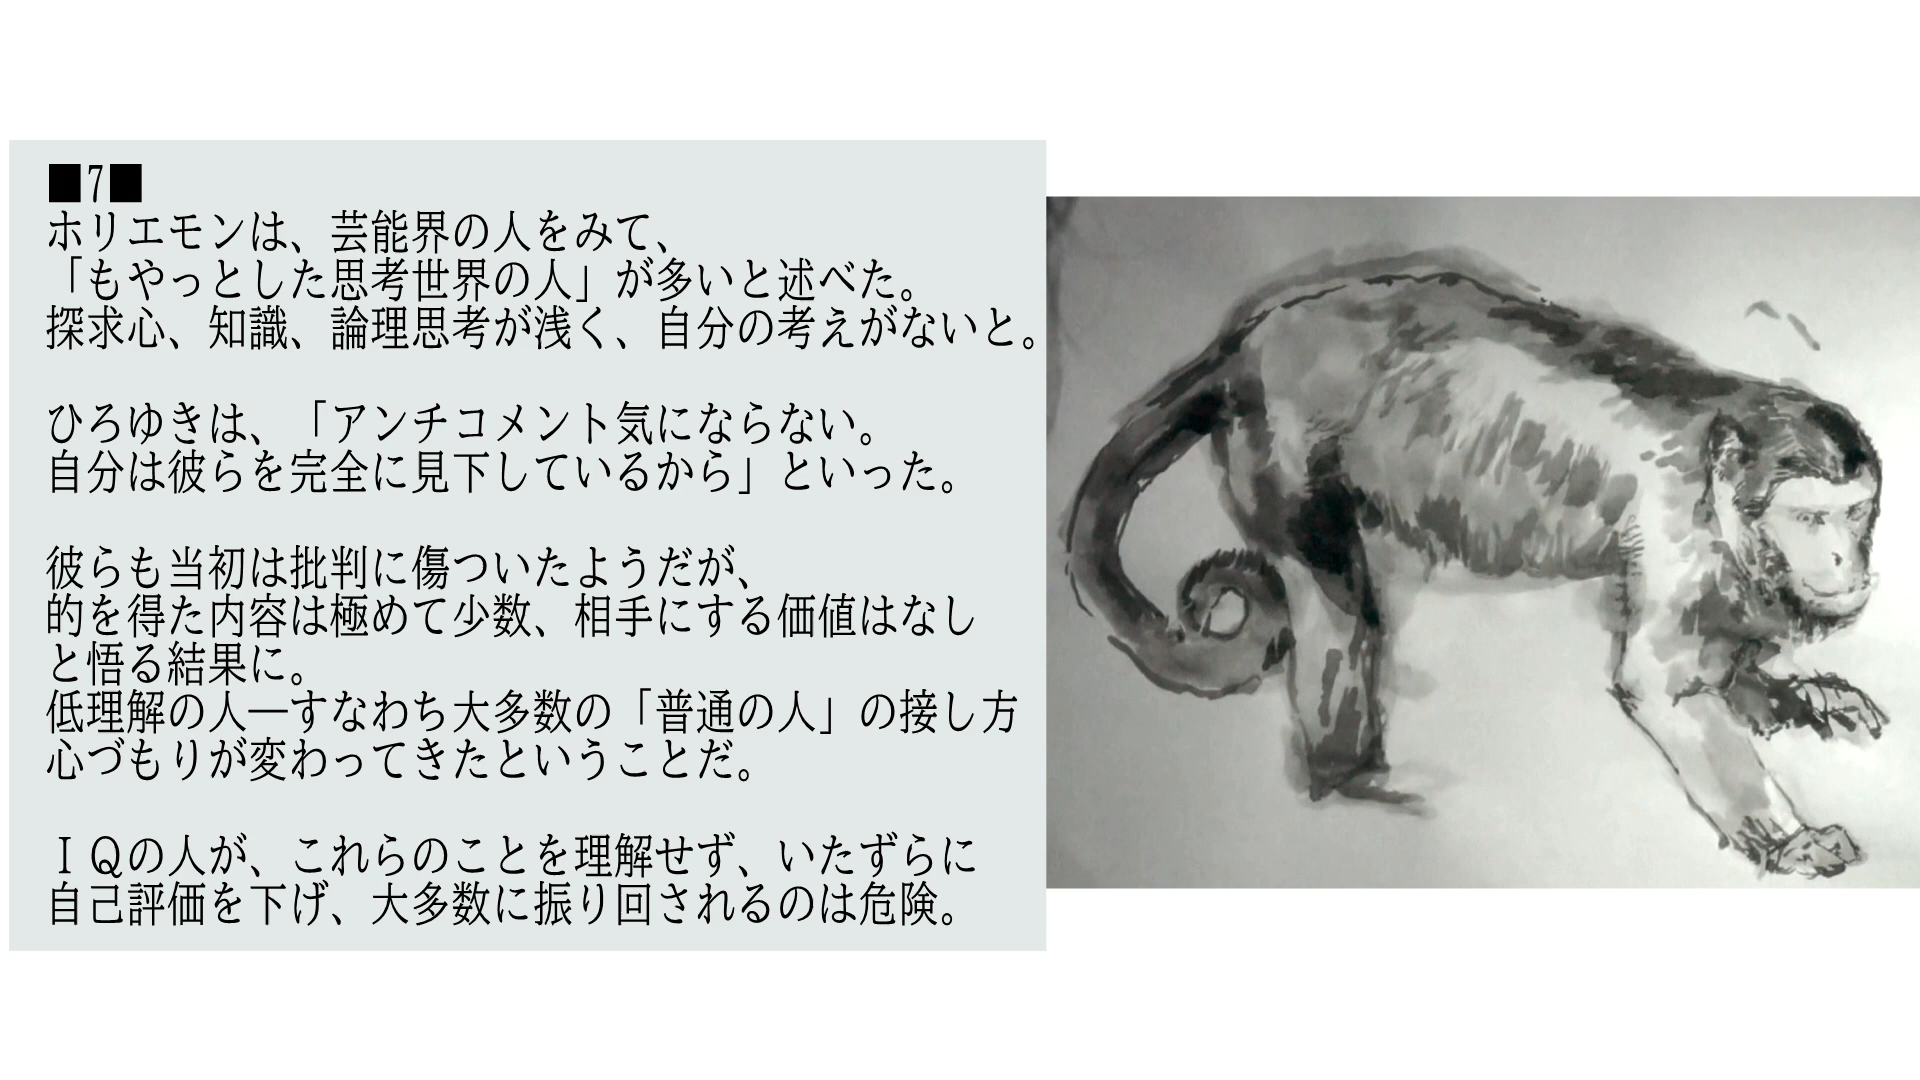 ■7■
ホリエモンは、芸能界の人をみて、
「もやっとした思考世界の人」が多いと述べた。
探求心、知識、論理思考が浅く、自分の考えがないと。
ひろゆきは、「アンチコメント気にならない。
自分は彼らを完全に見下しているから」といった。
彼らも当初は批判に傷ついたようだが、
的を得た内容は極めて少数、相手にする価値はなし
と悟る結果に。
低理解の人―すなわち大多数の「普通の人」の接し方
心づもりが変わってきたということだ。
ＩＱの人が、これらのことを理解せず、いたずらに
自己評価を下げ、大多数に振り回されるのは危険。